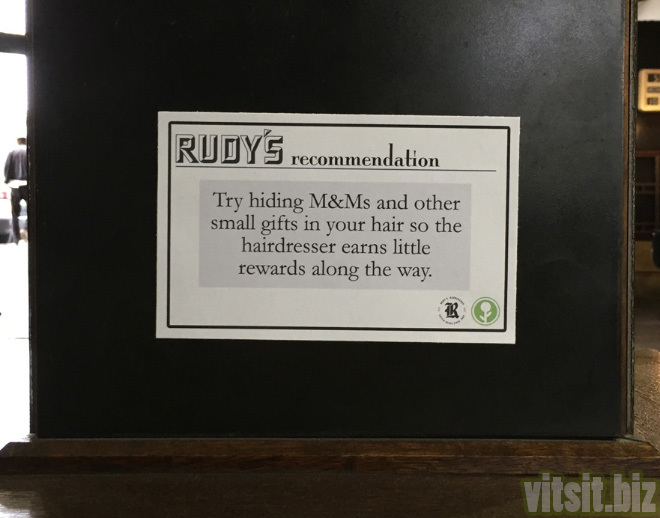 RUDY'S recommendation
Try hiding M&Ms and other
small gifts in your hair so the
hairdresser earns little
rewards along the way.
R
vitsit.biz